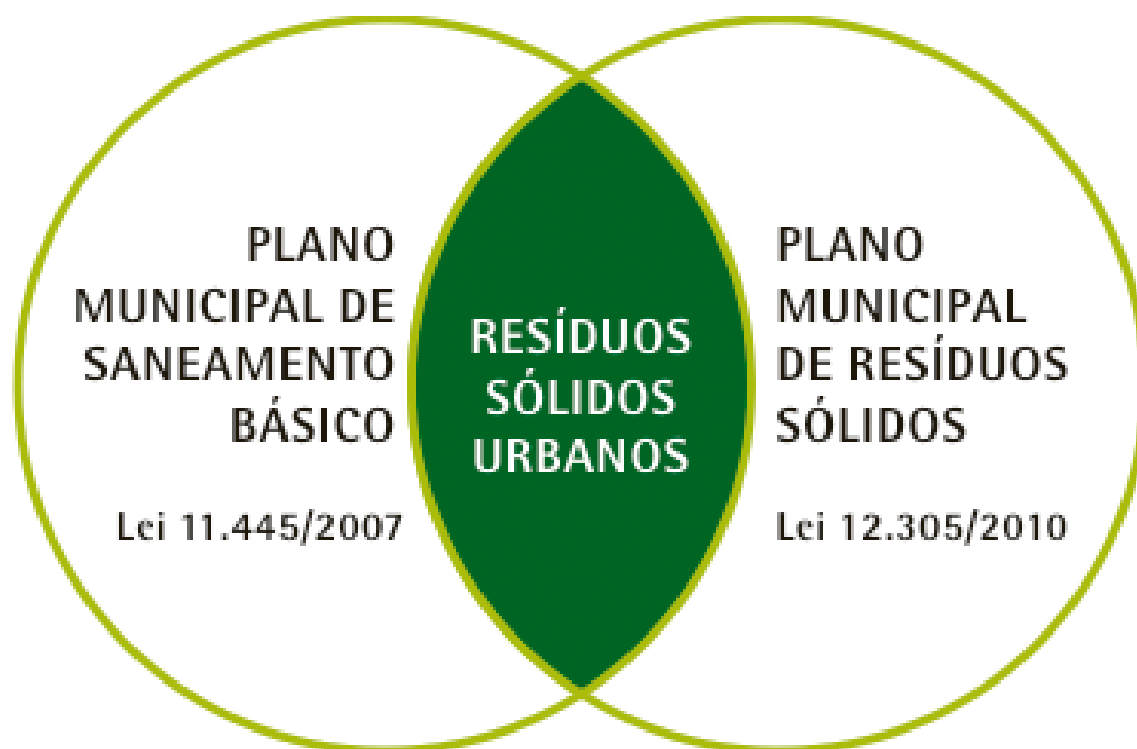 PLANO
MUNICIPAL DE
SANEAMENTO
BÁSICO
Lei 11.445/2007
RESÍDUOS
SÓLIDOS
URBANOS
PLANO
MUNICIPAL
DE RESÍDUOS
SÓLIDOS
Lei 12.305/2010